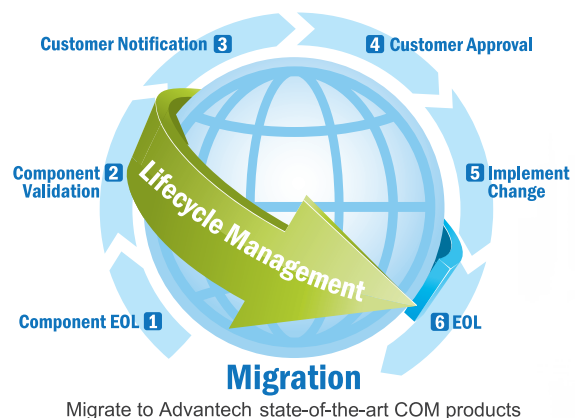 Customer Notification 3
4 Customer Approval
Component 2
Validation
5 Implement
Change
Lifecycle Management
Component EOL 1
6 EOL
Migration
Migrate to Advantech state-of-the-art COM products